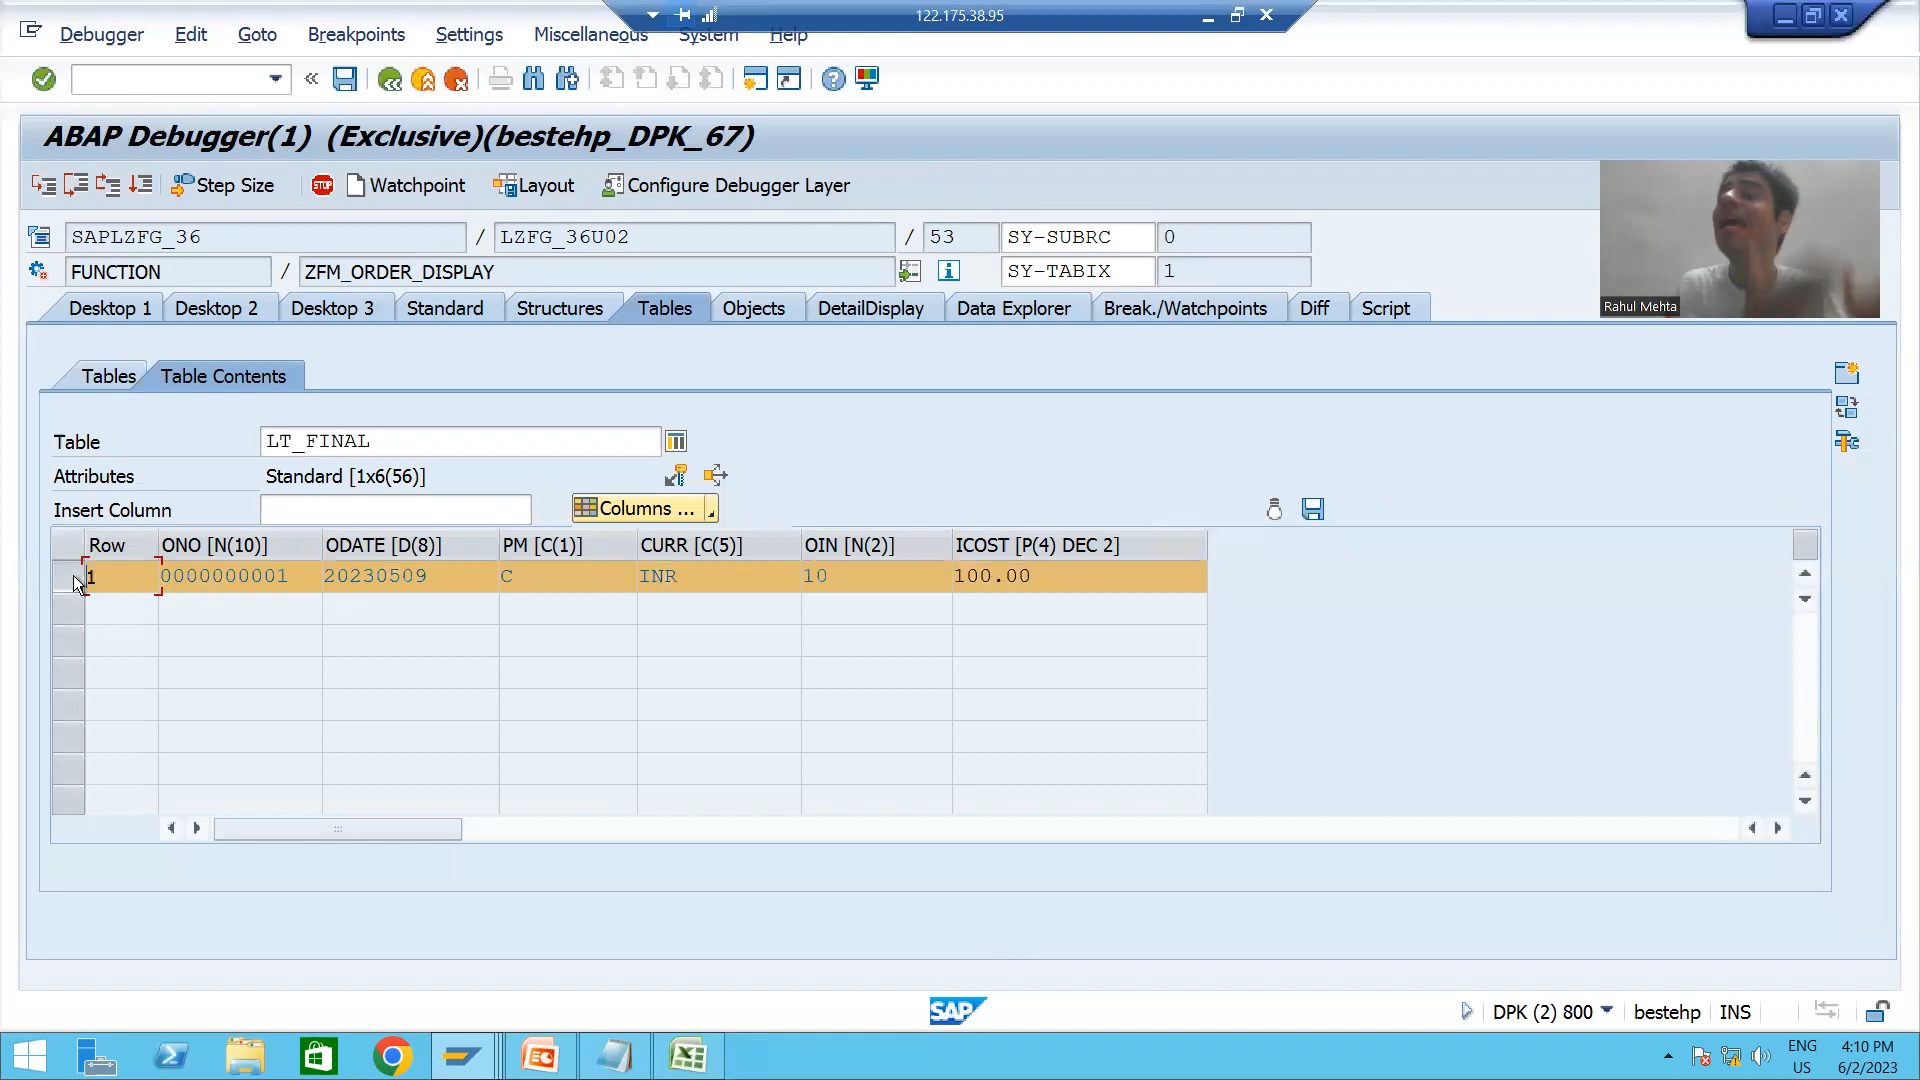 122.175.38.95
Debugger Edit Goto Breakpoints Settings Miscellaneous System Help
ABAP Debugger(1) (Exclusive)(bestehp_DPK_67)
Step Size STOP Watchpoint Layout Configure Debugger Layer
SAPLZFG_36 / LZFG_36U02 / 53 SY-SUBRC 0
FUNCTION / ZFM_ORDER_DISPLAY SY-TABIX 1
Rahul Mehta
Desktop 1 Desktop 2 Desktop 3 Standard Structures Tables Objects DetailDisplay Data Explorer Break./Watchpoints Diff Script
Tables Table Contents
Table LT_FINAL
Attributes Standard [1x6(56)]
Insert Column Columns ...
Row ONO [N(10)] ODATE [D(8)] PM [C(1)] CURR [C(5)] OIN [N(2)] ICOST [P(4) DEC 2]
1 0000000001 20230509 C INR 10 100.00
SAP DPK (2) 800 bestehp INS
ENG 4:10 PM
US 6/2/2023